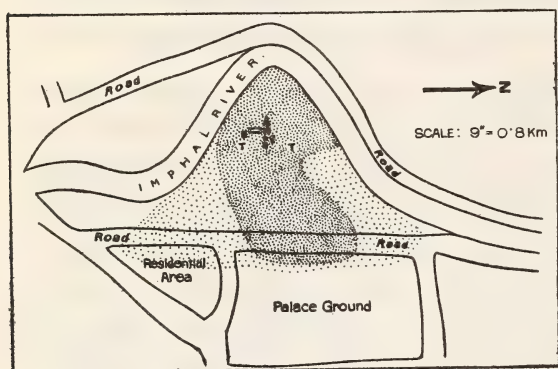 Road
N
SCALE: 9"= 0·8 Km
IMPHAL RIVER
T T
Road
Road
Road
Residential
Area
Palace Ground